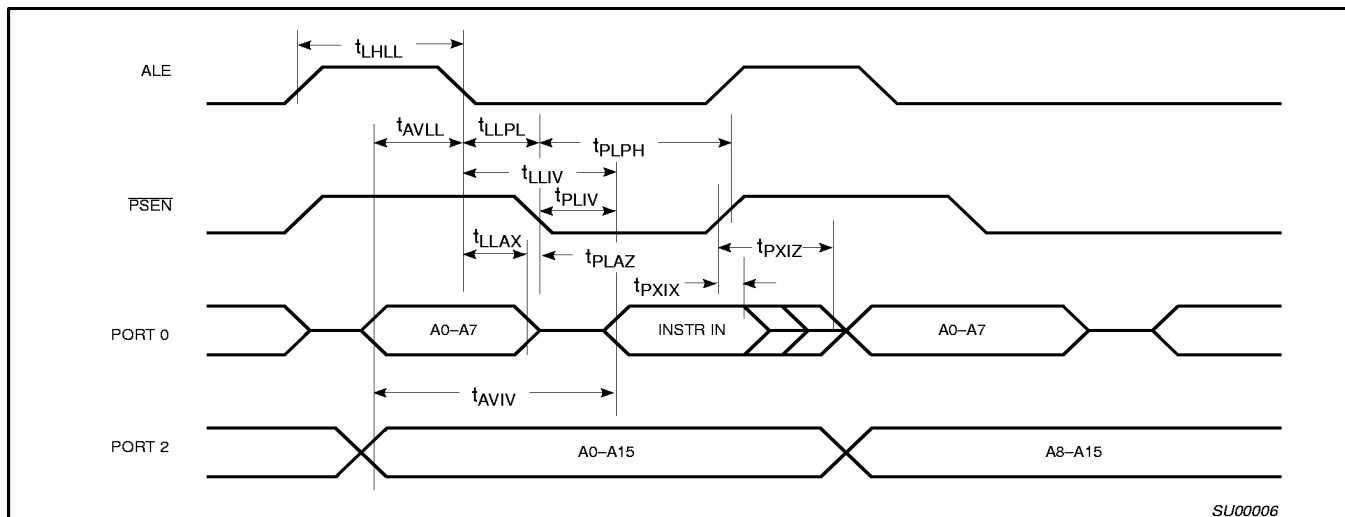 tLHLL
ALE
tAVLL tLLPL
tPLPH
tLLIV
PSEN
tPLIV
tLLAX
tPLAZ
tPXIZ
tPXIX
PORT 0
A0–A7
INSTR IN
A0–A7
tAVIV
PORT 2
A0–A15
A8–A15
SU00006